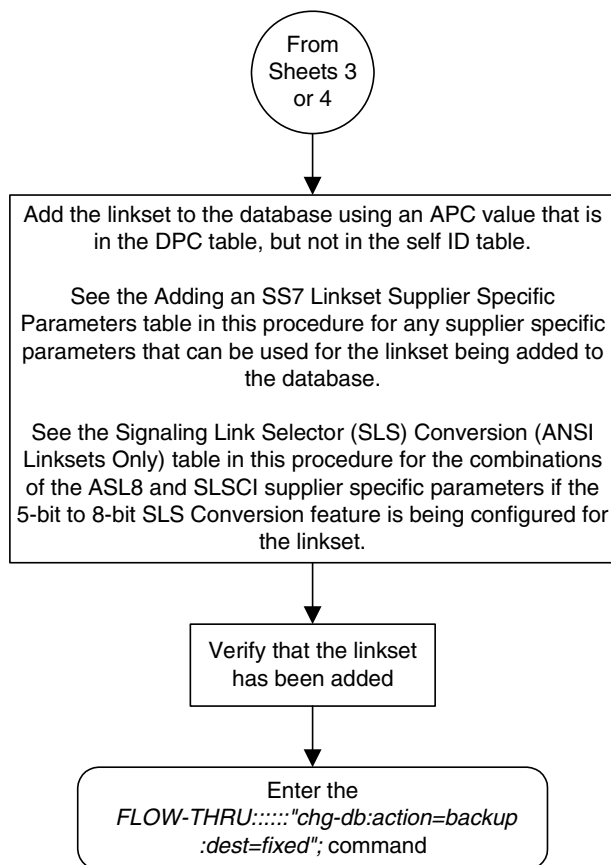 From
Sheets 3
or 4
Add the linkset to the database using an APC value that is
in the DPC table, but not in the self ID table.
See the Adding an SS7 Linkset Supplier Specific
Parameters table in this procedure for any supplier specific
parameters that can be used for the linkset being added to
the database.
See the Signaling Link Selector (SLS) Conversion (ANSI
Linksets Only) table in this procedure for the combinations
of the ASL8 and SLSCI supplier specific parameters if the
5-bit to 8-bit SLS Conversion feature is being configured for
the linkset.
Verify that the linkset
has been added
Enter the
FLOW-THRU::::::"chg-db:action=backup
:dest=fixed"; command